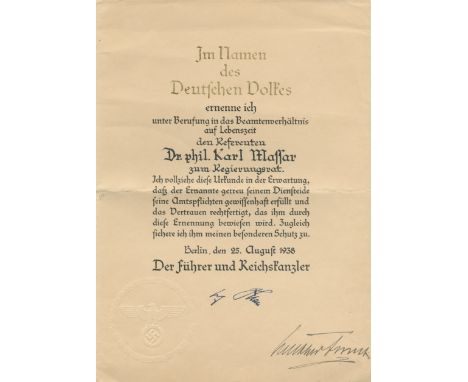 Im Namen
des
Deutschen Volkes
ernenne ich
unter Berufung in das Beamtenverhältnis
auf Lebenszeit
den Referenten
Dr. phil. Karl Massar
zum Regierungsrat.
Ich vollziehe diese Urkunde in der Erwartung,
daß der Ernannte getreu seinem Diensteide
seine Amtspflichten gewissenhaft erfüllt und
das Vertrauen rechtfertigt, das ihm durch
diese Ernennung bewiesen wird. Zugleich
sichere ich ihm meinen besonderen Schutz zu.
Berlin, den 25. August 1938
Der Führer und Reichskanzler